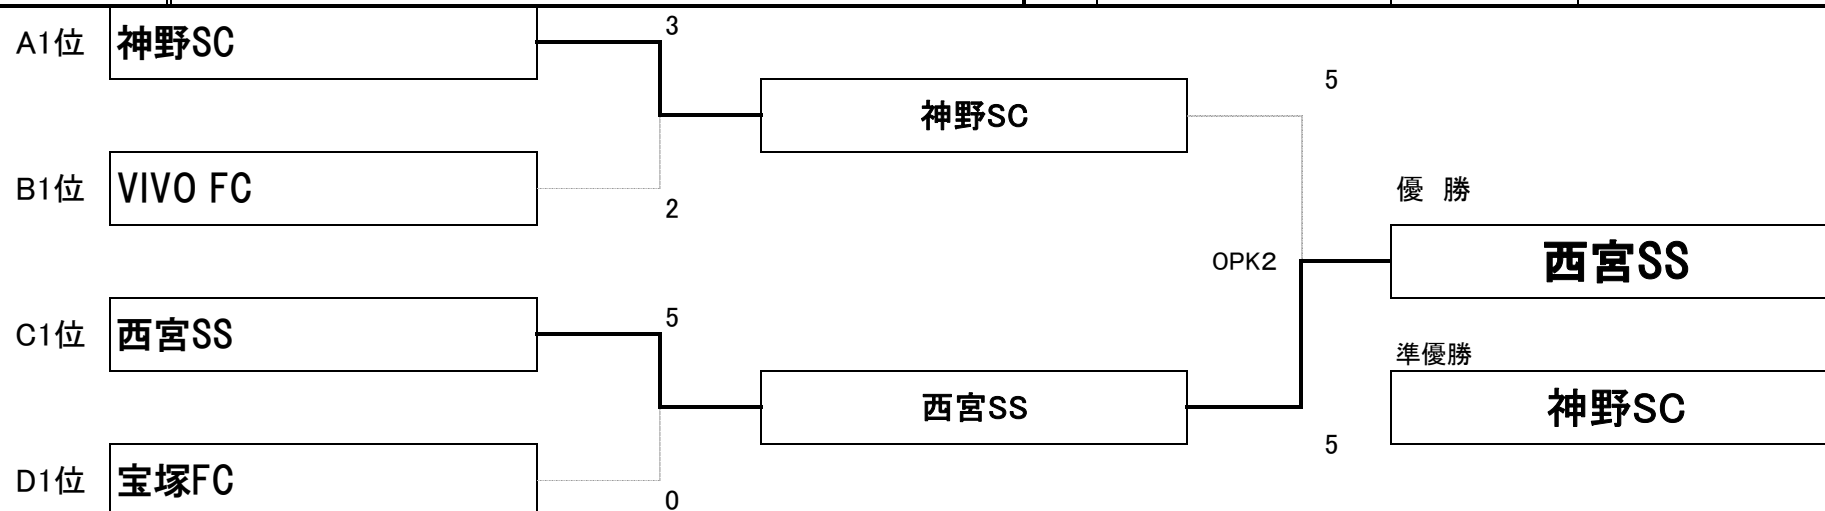 A1位 神野SC 3
神野SC 5
B1位 VIVO FC 2
優 勝
0PK2 西宮SS
C1位 西宮SS 5
準優勝
西宮SS 神野SC
5
D1位 宝塚FC 0